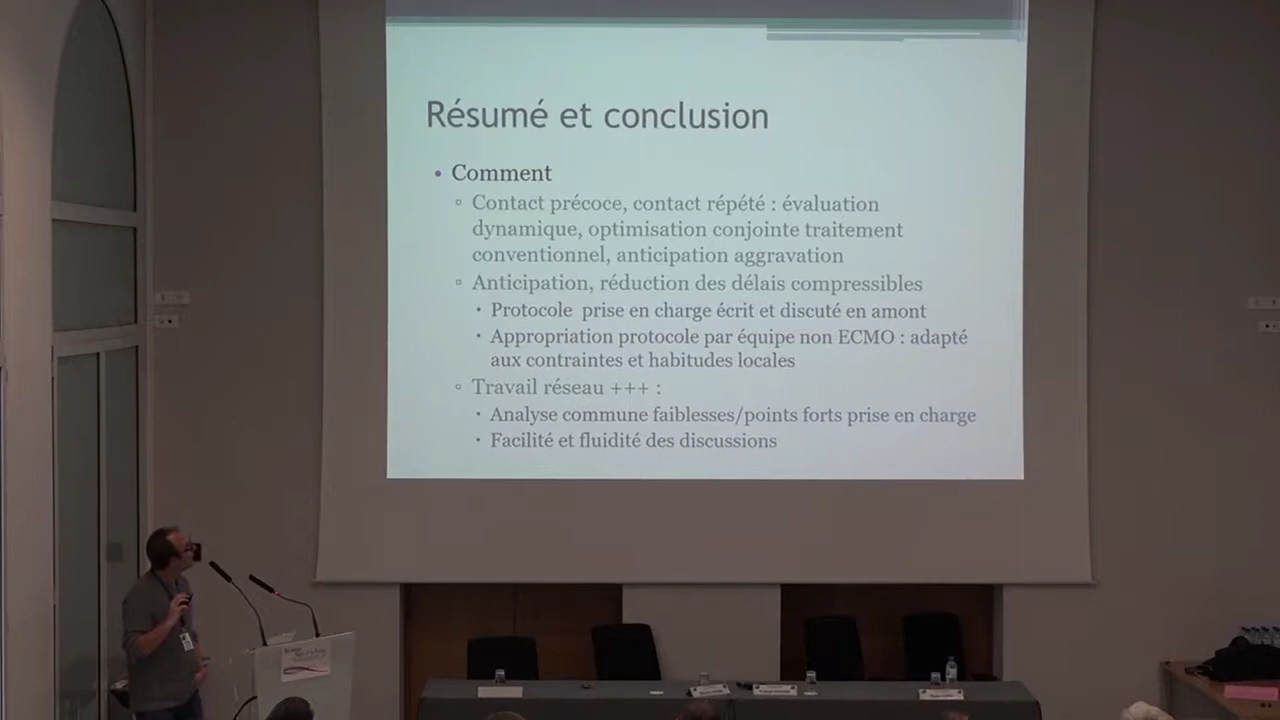 Résumé et conclusion
• Comment
▫ Contact précoce, contact répété : évaluation
dynamique, optimisation conjointe traitement
conventionnel, anticipation aggravation
▫ Anticipation, réduction des délais compressibles
• Protocole prise en charge écrit et discuté en amont
• Appropriation protocole par équipe non ECMO : adapté
aux contraintes et habitudes locales
▫ Travail réseau +++ :
• Analyse commune faiblesses/points forts prise en charge
• Facilité et fluidité des discussions